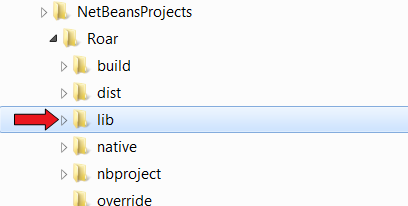 NetBeansProjects
Roar
build
dist
lib
native
nbproject
override